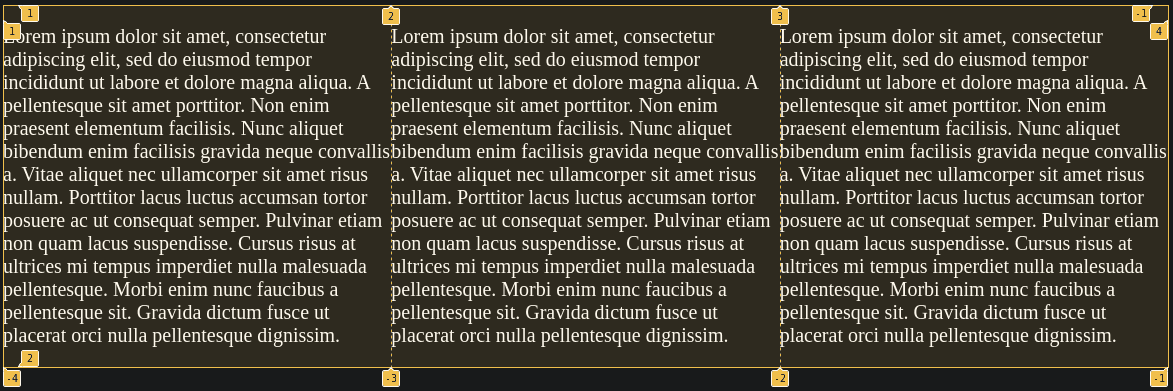 1
2
3
-1
1
4
Lorem ipsum dolor sit amet, consectetur
adipiscing elit, sed do eiusmod tempor
incididunt ut labore et dolore magna aliqua. A
pellentesque sit amet porttitor. Non enim
praesent elementum facilisis. Nunc aliquet
bibendum enim facilisis gravida neque convallis
a. Vitae aliquet nec ullamcorper sit amet risus
nullam. Porttitor lacus luctus accumsan tortor
posuere ac ut consequat semper. Pulvinar etiam
non quam lacus suspendisse. Cursus risus at
ultrices mi tempus imperdiet nulla malesuada
pellentesque. Morbi enim nunc faucibus a
pellentesque sit. Gravida dictum fusce ut
placerat orci nulla pellentesque dignissim.
Lorem ipsum dolor sit amet, consectetur
adipiscing elit, sed do eiusmod tempor
incididunt ut labore et dolore magna aliqua. A
pellentesque sit amet porttitor. Non enim
praesent elementum facilisis. Nunc aliquet
bibendum enim facilisis gravida neque convallis
a. Vitae aliquet nec ullamcorper sit amet risus
nullam. Porttitor lacus luctus accumsan tortor
posuere ac ut consequat semper. Pulvinar etiam
non quam lacus suspendisse. Cursus risus at
ultrices mi tempus imperdiet nulla malesuada
pellentesque. Morbi enim nunc faucibus a
pellentesque sit. Gravida dictum fusce ut
placerat orci nulla pellentesque dignissim.
Lorem ipsum dolor sit amet, consectetur
adipiscing elit, sed do eiusmod tempor
incididunt ut labore et dolore magna aliqua. A
pellentesque sit amet porttitor. Non enim
praesent elementum facilisis. Nunc aliquet
bibendum enim facilisis gravida neque convallis
a. Vitae aliquet nec ullamcorper sit amet risus
nullam. Porttitor lacus luctus accumsan tortor
posuere ac ut consequat semper. Pulvinar etiam
non quam lacus suspendisse. Cursus risus at
ultrices mi tempus imperdiet nulla malesuada
pellentesque. Morbi enim nunc faucibus a
pellentesque sit. Gravida dictum fusce ut
placerat orci nulla pellentesque dignissim.
2
-4
-3
-2
-1